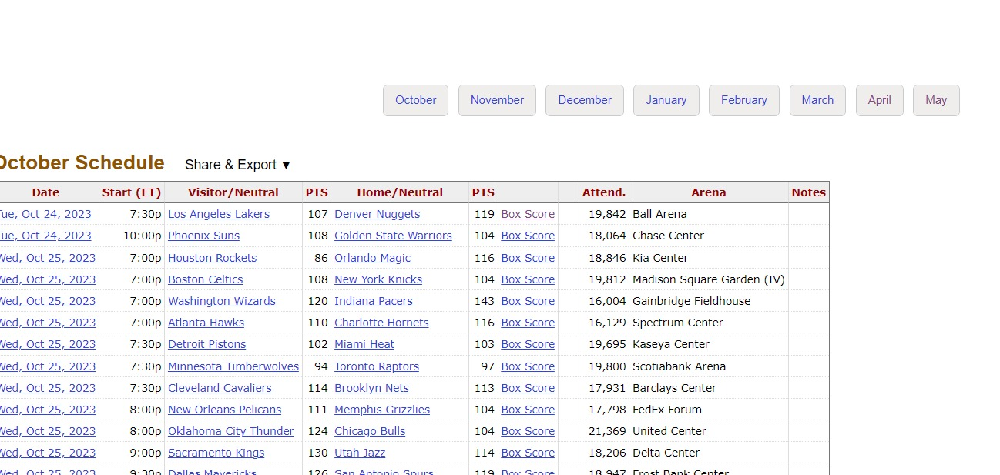 October November December January February March April May
October Schedule Share & Export ▼
Date Start (ET) Visitor/Neutral PTS Home/Neutral PTS Attend. Arena Notes
Tue, Oct 24, 2023 7:30p Los Angeles Lakers 107 Denver Nuggets 119 Box Score 19,842 Ball Arena
Tue, Oct 24, 2023 10:00p Phoenix Suns 108 Golden State Warriors 104 Box Score 18,064 Chase Center
Wed, Oct 25, 2023 7:00p Houston Rockets 86 Orlando Magic 116 Box Score 18,846 Kia Center
Wed, Oct 25, 2023 7:00p Boston Celtics 108 New York Knicks 104 Box Score 19,812 Madison Square Garden (IV)
Wed, Oct 25, 2023 7:00p Washington Wizards 120 Indiana Pacers 143 Box Score 16,004 Gainbridge Fieldhouse
Wed, Oct 25, 2023 7:00p Atlanta Hawks 110 Charlotte Hornets 116 Box Score 16,129 Spectrum Center
Wed, Oct 25, 2023 7:30p Detroit Pistons 102 Miami Heat 103 Box Score 19,695 Kaseya Center
Wed, Oct 25, 2023 7:30p Minnesota Timberwolves 94 Toronto Raptors 97 Box Score 19,800 Scotiabank Arena
Wed, Oct 25, 2023 7:30p Cleveland Cavaliers 114 Brooklyn Nets 113 Box Score 17,931 Barclays Center
Wed, Oct 25, 2023 8:00p New Orleans Pelicans 111 Memphis Grizzlies 104 Box Score 17,798 FedEx Forum
Wed, Oct 25, 2023 8:00p Oklahoma City Thunder 124 Chicago Bulls 104 Box Score 21,369 United Center
Wed, Oct 25, 2023 9:00p Sacramento Kings 130 Utah Jazz 114 Box Score 18,206 Delta Center
Wed, Oct 25, 2023 9:30p Dallas Mavericks 126 San Antonio Spurs 119 Box Score 18,947 Frost Bank Center